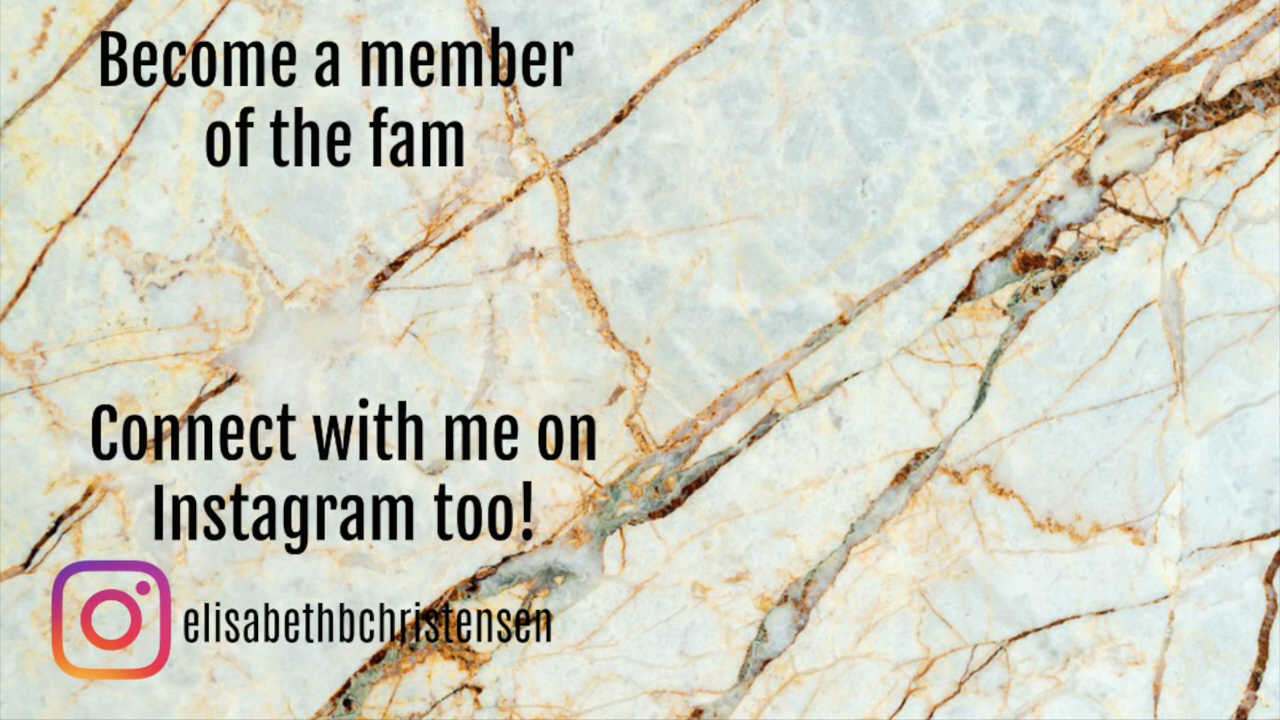 Become a member
of the fam
Connect with me on
Instagram too!
elisabethbchristensen